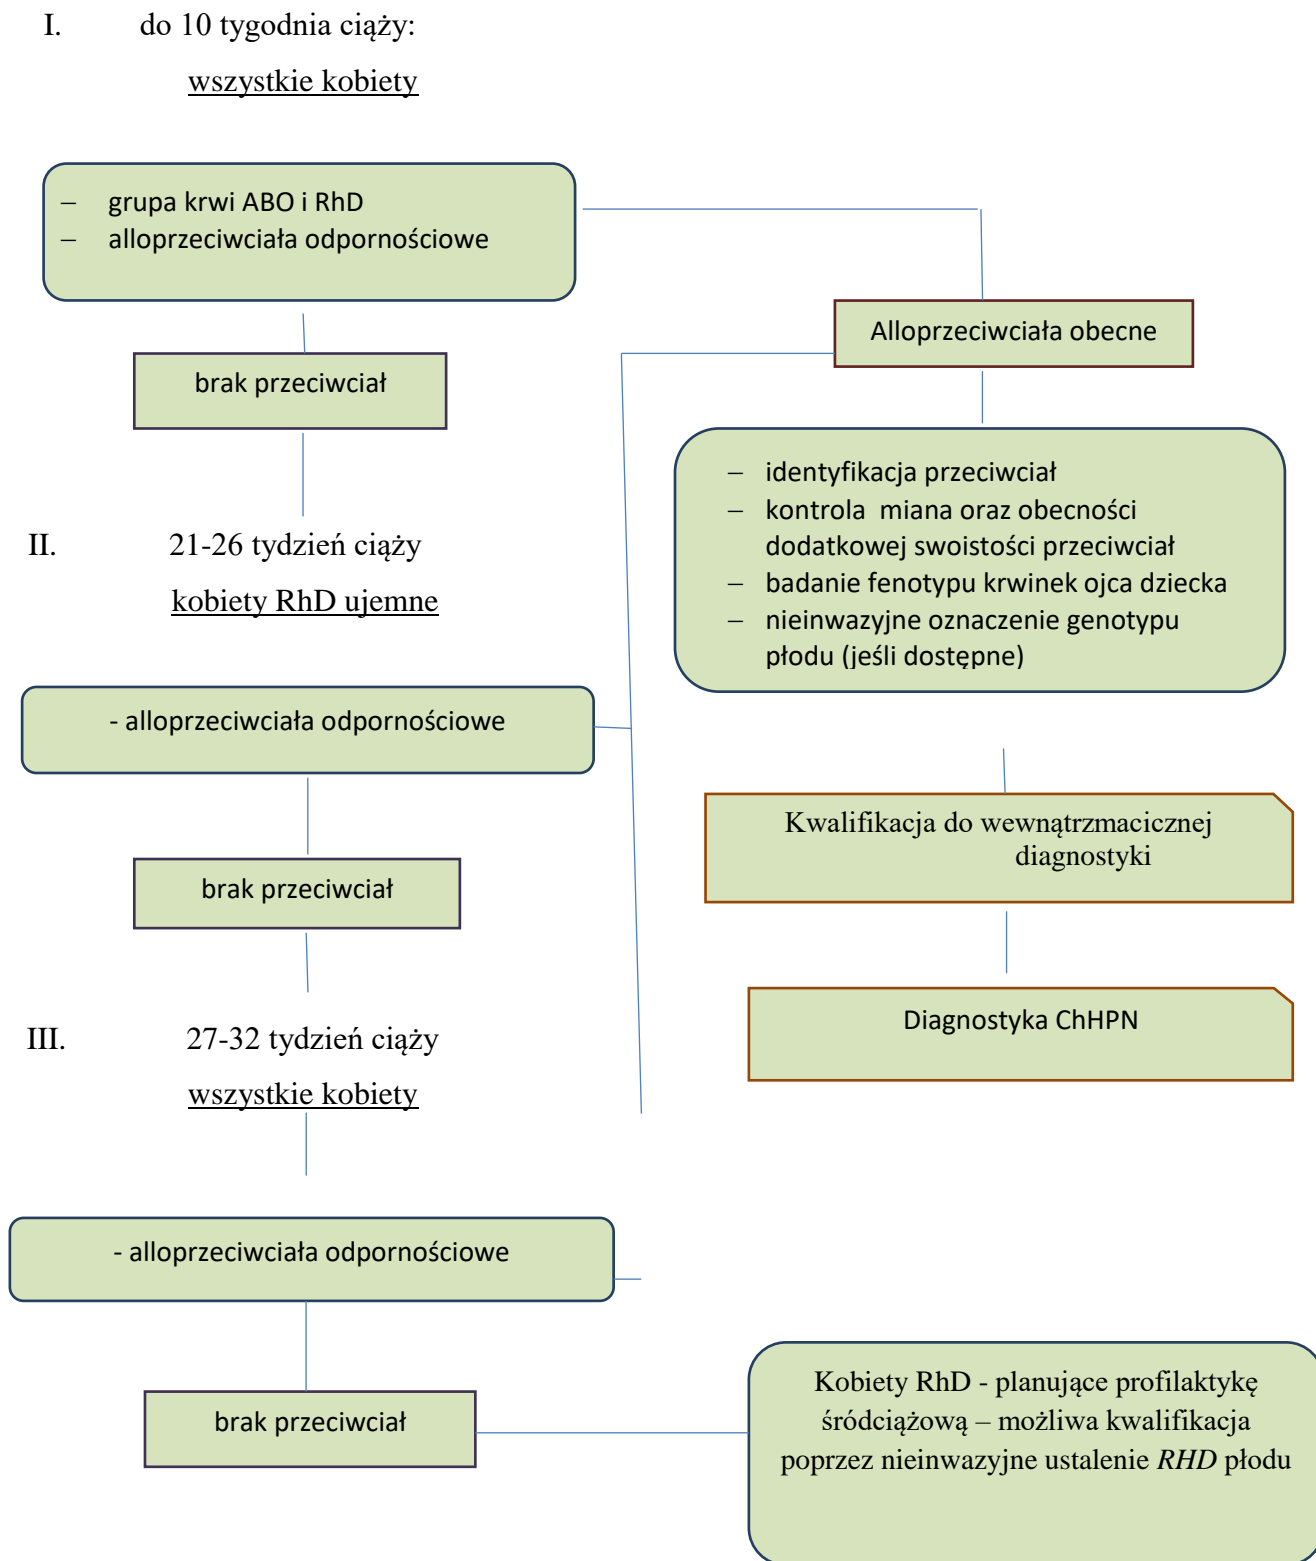 I. do 10 tygodnia ciąży:
wszystkie kobiety
– grupa krwi ABO i RhD
– alloprzeciwciała odpornościowe
Alloprzeciwciała obecne
brak przeciwciał
– identyfikacja przeciwciał
– kontrola miana oraz obecności
dodatkowej swoistości przeciwciał
– badanie fenotypu krwinek ojca dziecka
– nieinwazyjne oznaczenie genotypu
płodu (jeśli dostępne)
II. 21-26 tydzień ciąży
kobiety RhD ujemne
- alloprzeciwciała odpornościowe
Kwalifikacja do wewnątrzmacicznej
diagnostyki
brak przeciwciał
Diagnostyka ChHPN
III. 27-32 tydzień ciąży
wszystkie kobiety
- alloprzeciwciała odpornościowe
brak przeciwciał
Kobiety RhD - planujące profilaktykę
śródciążową – możliwa kwalifikacja
poprzez nieinwazyjne ustalenie RHD płodu